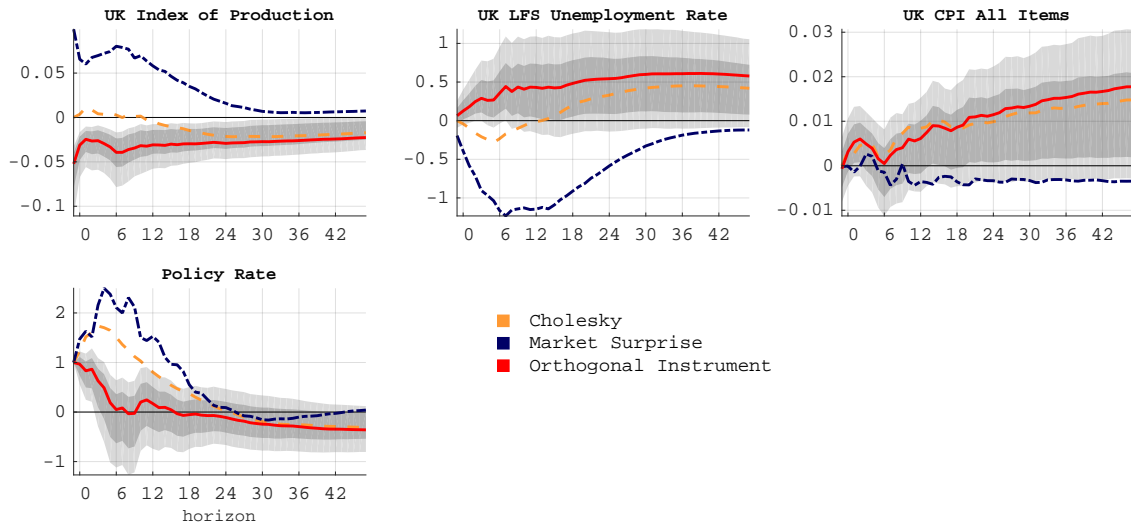 UK Index of Production
0.05
0
-0.05
-0.1
0 6 12 18 24 30 36 42
UK LFS Unemployment Rate
1
0.5
0
-0.5
-1
0 6 12 18 24 30 36 42
UK CPI All Items
0.03
0.02
0.01
0
-0.01
0 6 12 18 24 30 36 42
Policy Rate
2
1
0
-1
0 6 12 18 24 30 36 42
horizon
Cholesky
Market Surprise
Orthogonal Instrument